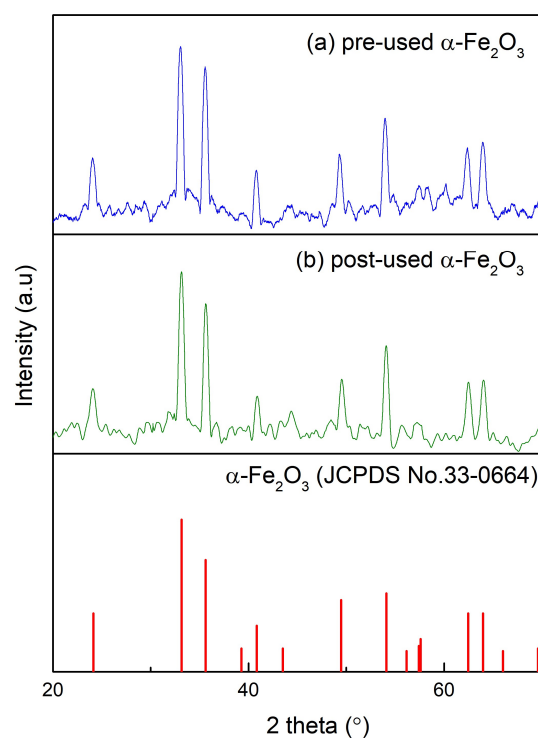 (a) pre-used α-Fe₂O₃
(b) post-used α-Fe₂O₃
α-Fe₂O₃ (JCPDS No.33-0664)
Intensity (a.u)
20 40 60
2 theta (°)